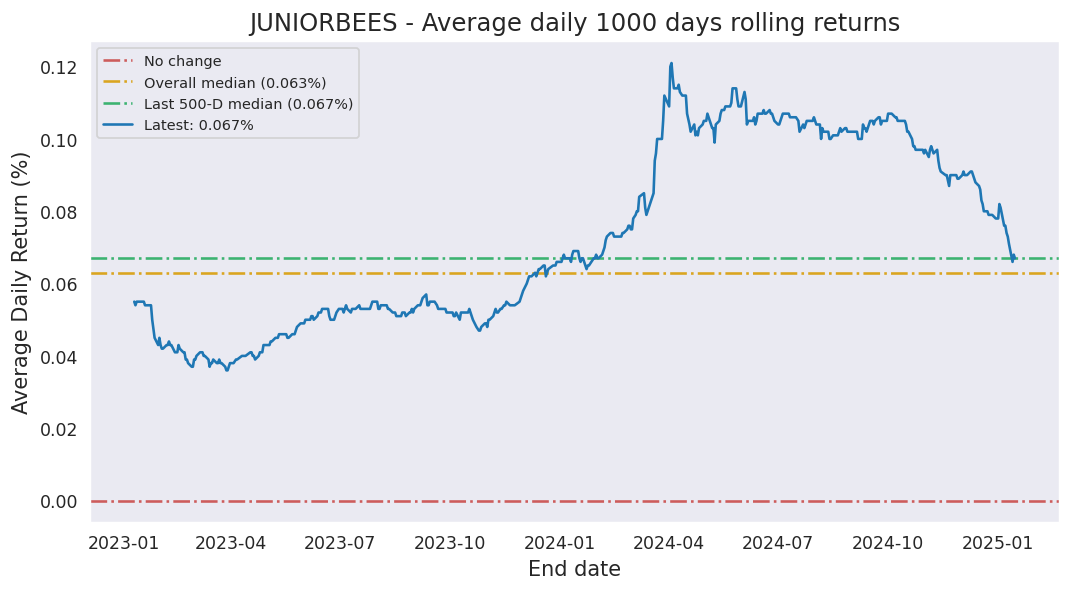 JUNIORBEES - Average daily 1000 days rolling returns
No change
Overall median (0.063%)
Last 500-D median (0.067%)
Latest: 0.067%
Average Daily Return (%)
0.12
0.10
0.08
0.06
0.04
0.02
0.00
2023-01 2023-04 2023-07 2023-10 2024-01 2024-04 2024-07 2024-10 2025-01
End date